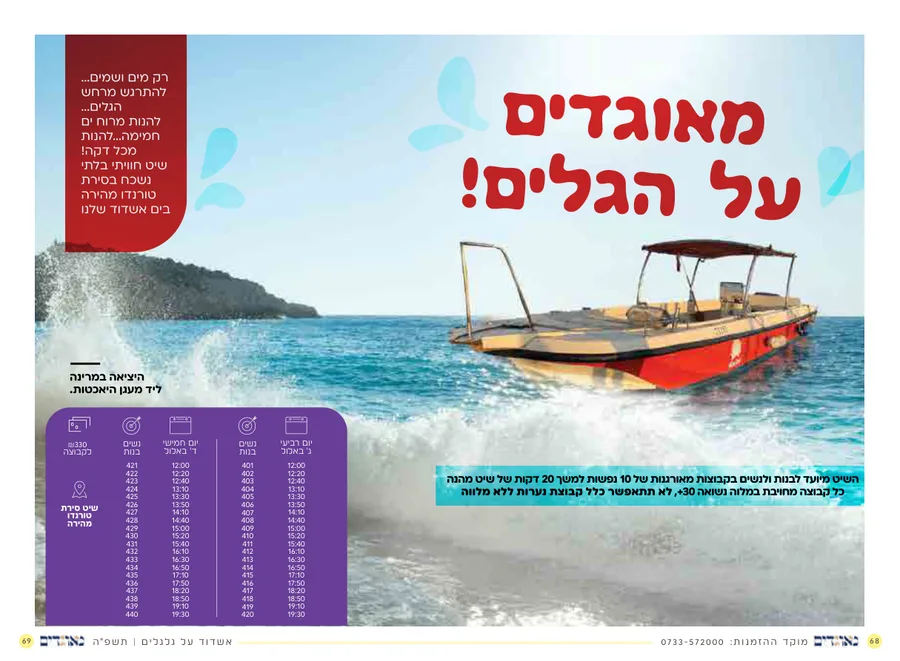 רק מים ושמים...
להתרגש מרחש
הגלים...
להנות מרוח ים
חמימה...להנות
מכל דקה!
שיט חוויתי בלתי
נשכח בסירת
טורנדו מהירה
בים אשדוד שלנו
מאוגדים
על הגלים!
היציאה במרינה
ליד מעגן היאכטות.
השיט מיועד לבנות ולנשים בקבוצות מאורגנות של 10 נפשות למשך 20 דקות של שיט מהנה
כל קבוצה מחויבת במלוה נשואה 30+, לא תתאפשר כלל קבוצת נערות ללא מלווה
יום רביעי נשים יום חמישי נשים ₪330
ג' באלול בנות ד' באלול בנות לקבוצה
12:00 401 12:00 421
12:20 402 12:20 422
12:40 403 12:40 423
13:10 404 13:10 424
13:30 405 13:30 425
13:50 406 13:50 426
14:10 407 14:10 427
14:40 408 14:40 428
15:00 409 15:00 429
15:20 410 15:20 430
15:40 411 15:40 431
16:10 412 16:10 432
16:30 413 16:30 433
16:50 414 16:50 434
17:10 415 17:10 435
17:50 416 17:50 436
18:20 417 18:20 437
18:50 418 18:50 438
19:10 419 19:10 439
19:30 420 19:30 440
שיט סירת
טורנדו
מהירה
68 מאוגדים מוקד ההזמנות: 0733-572000
אשדוד על גלגלים | תשפ"ה מאוגדים 69